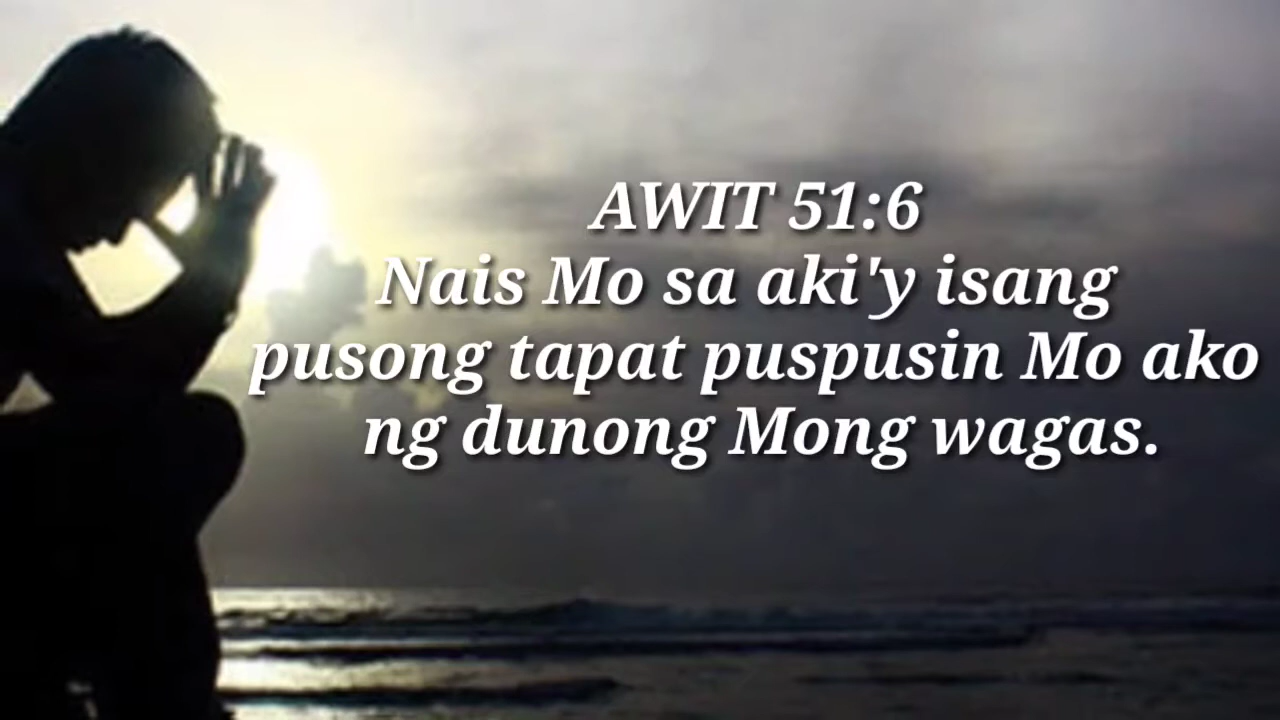 AWIT 51:6
Nais Mo sa aki'y isang
pusong tapat puspusin Mo ako
ng dunong Mong wagas.